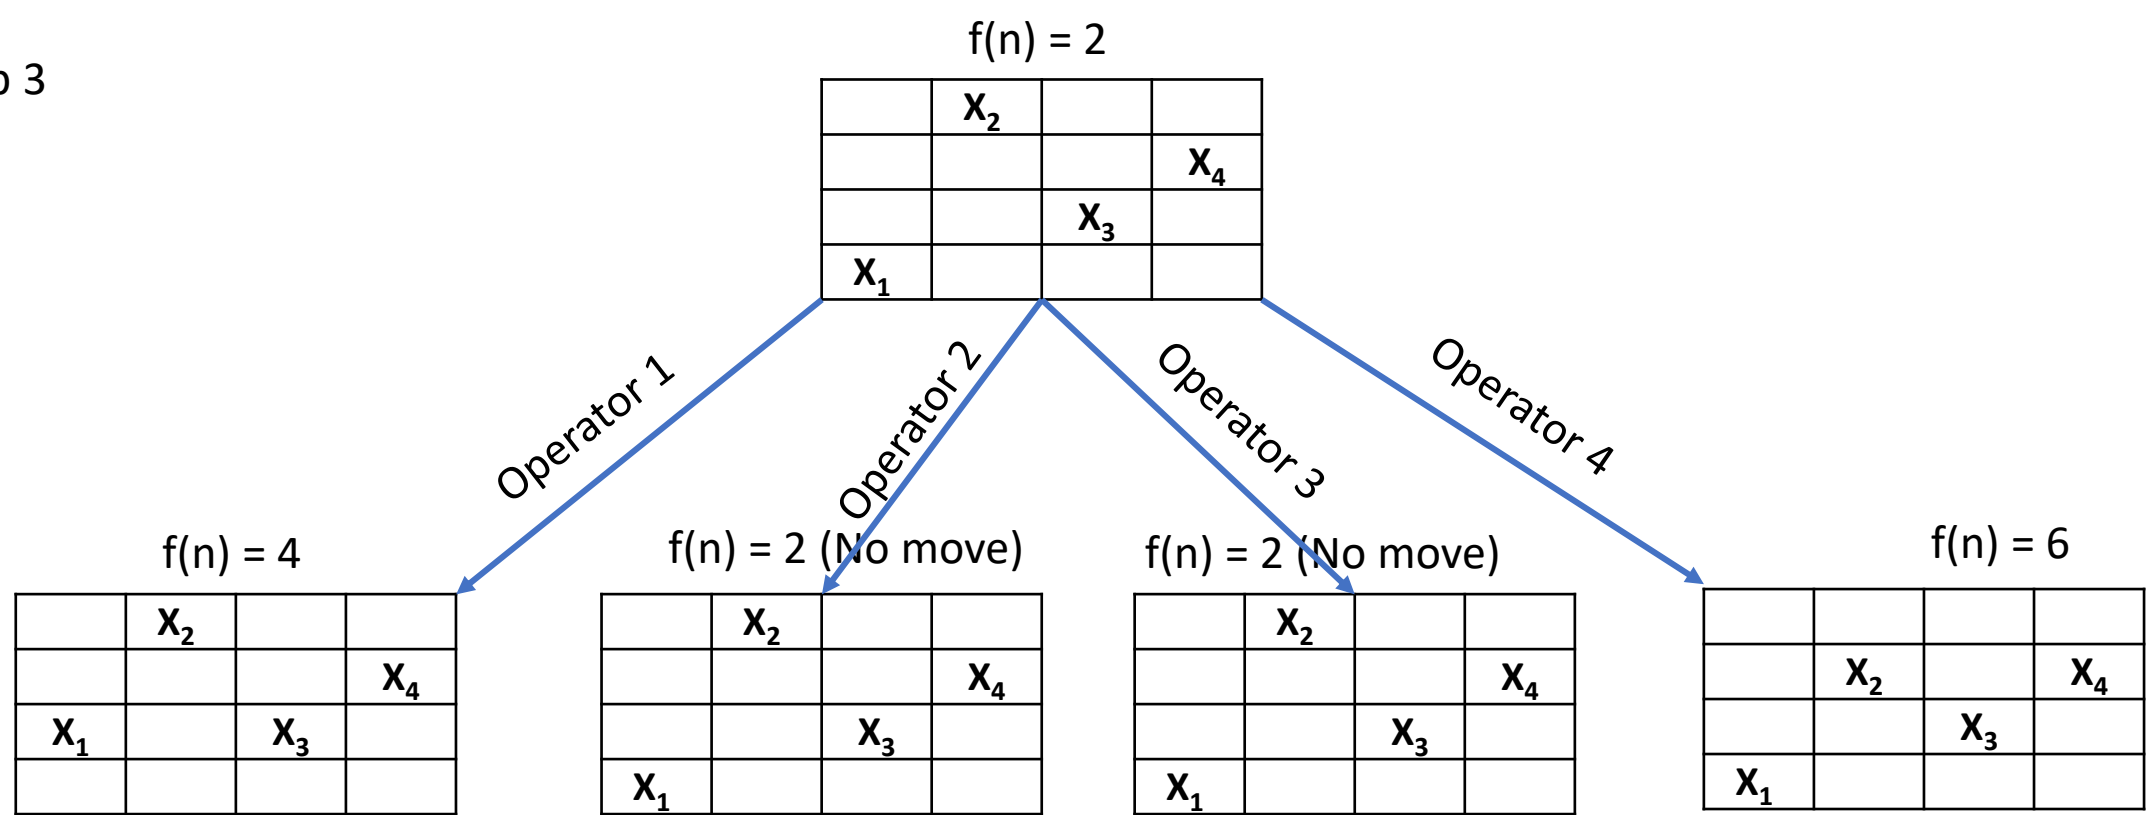 f(n) = 2
3
X2
X4
X3
X1
Operator 1
Operator 2
Operator 3
Operator 4
f(n) = 4
f(n) = 2 (No move)
f(n) = 2 (No move)
f(n) = 6
X2
X4
X1 X3
X2
X4
X3
X1
X2
X4
X3
X1
X2 X4
X3
X1